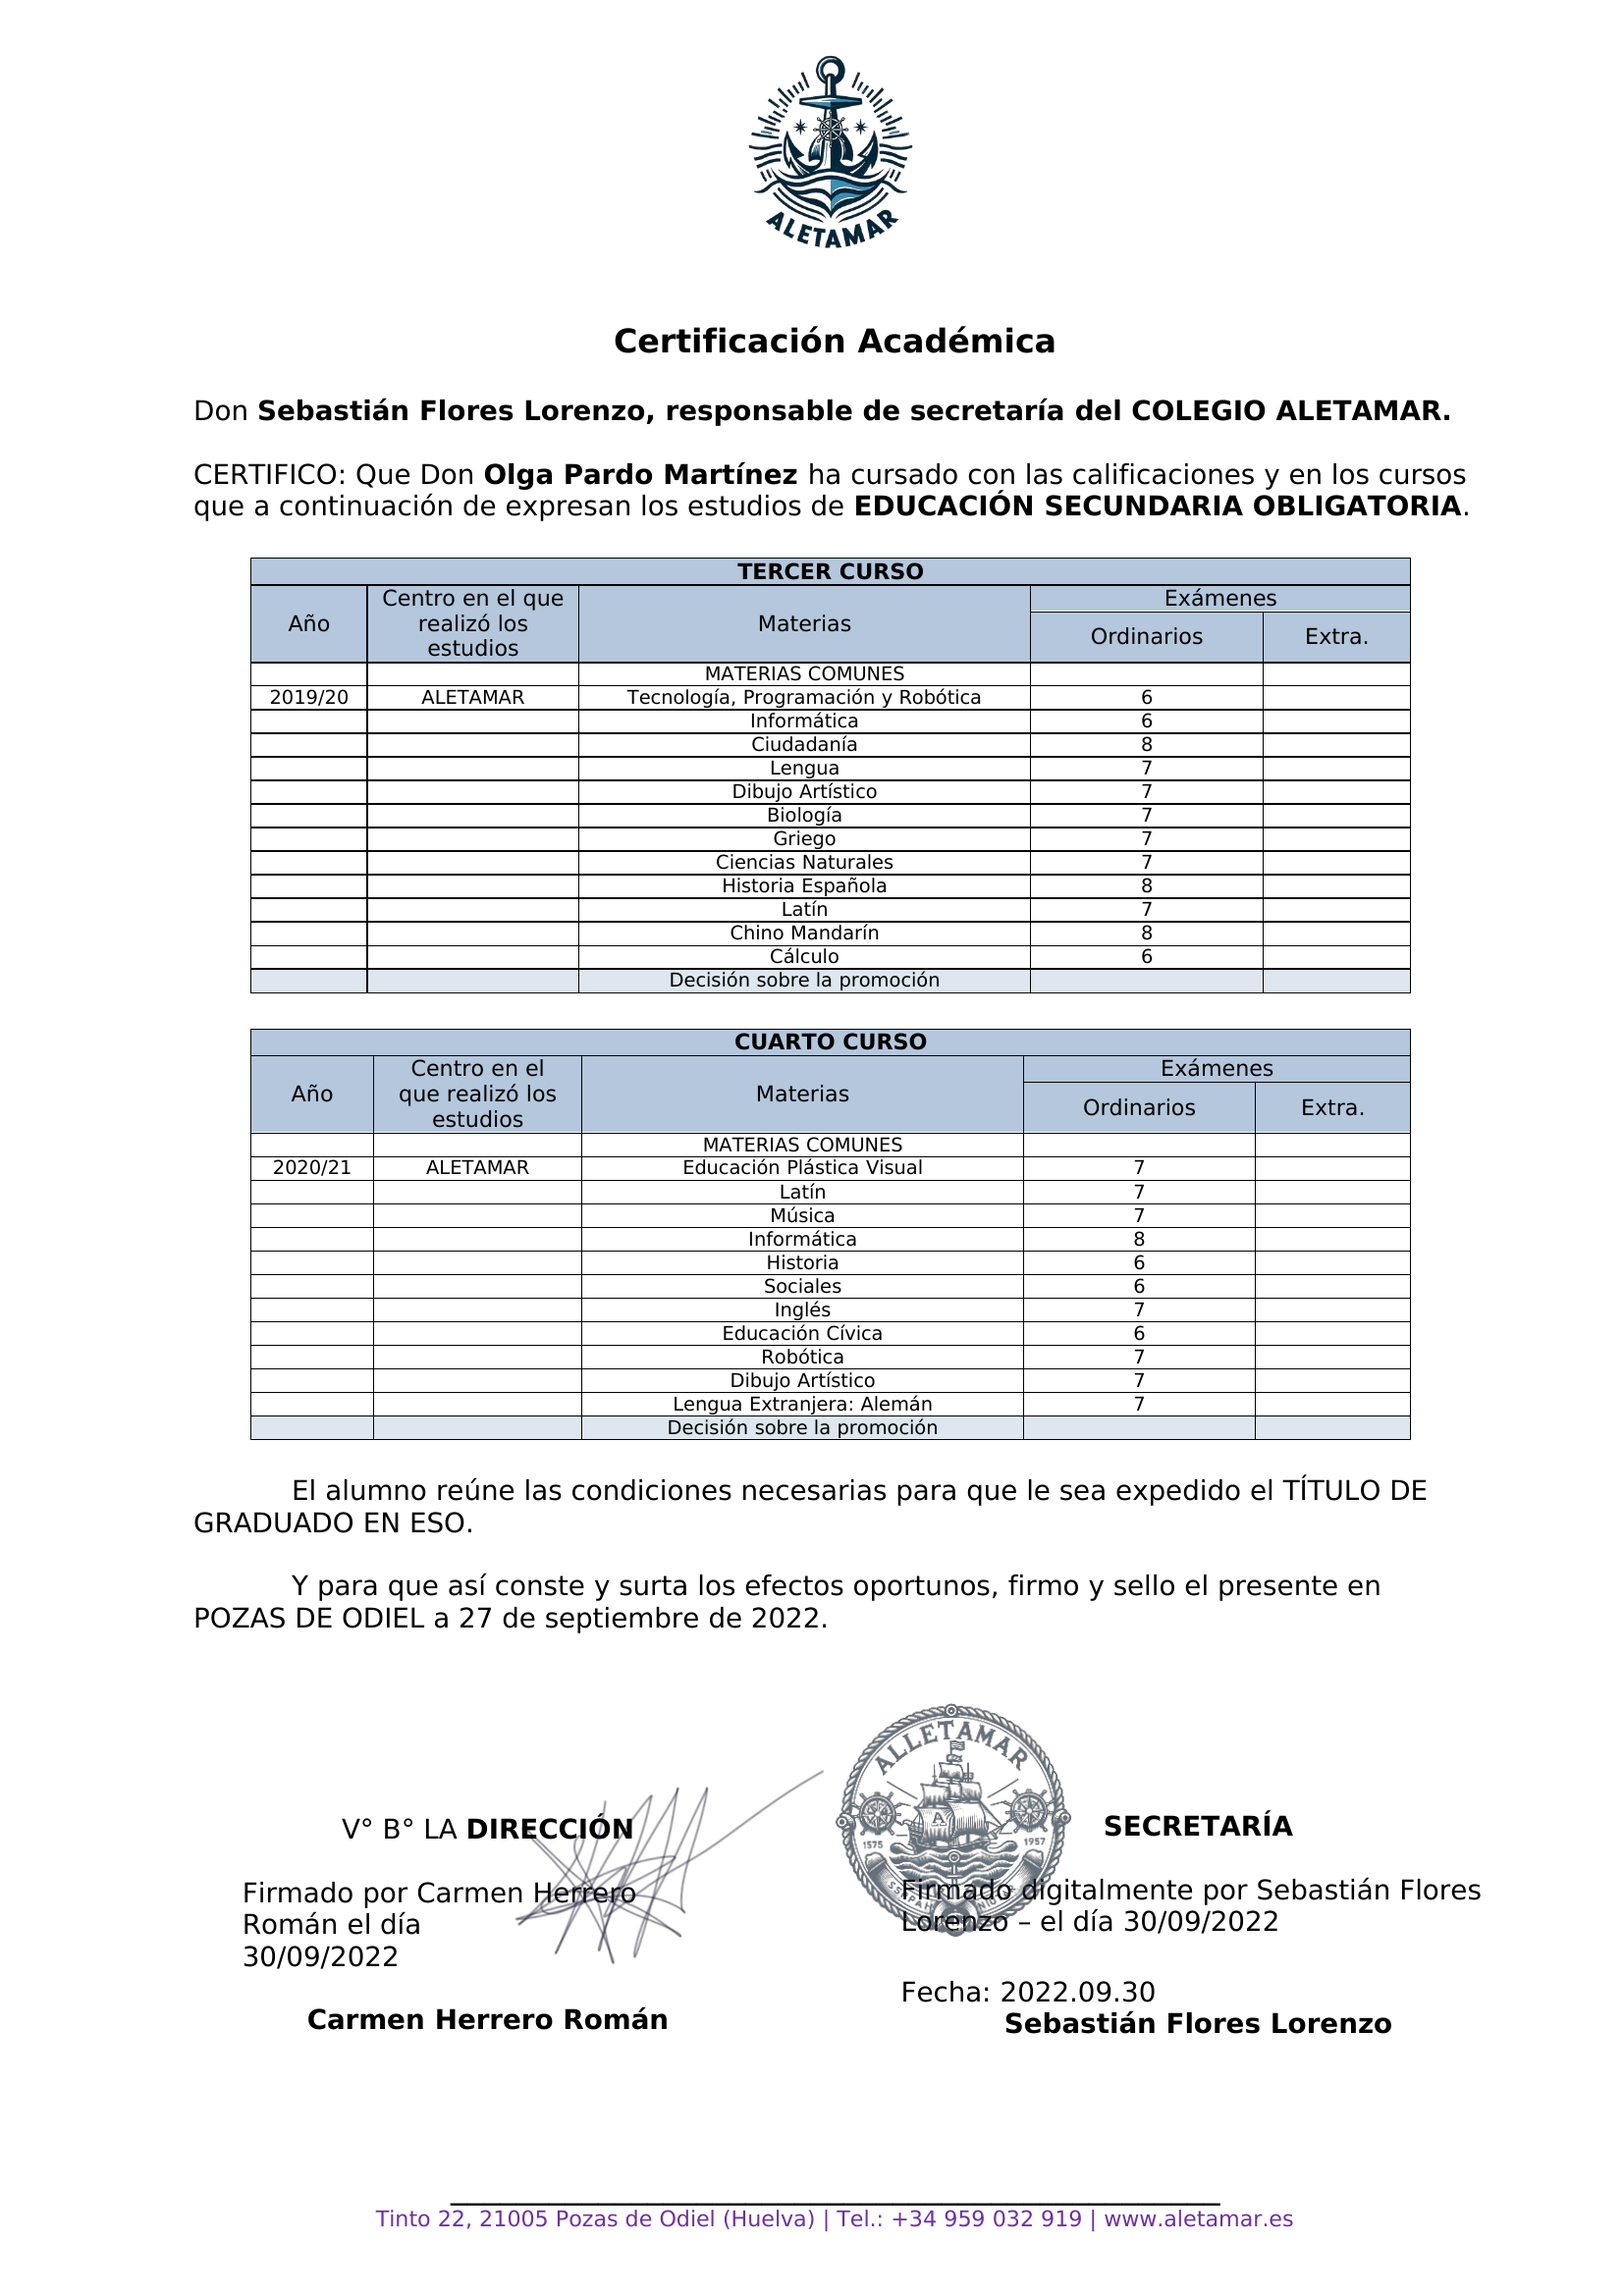 ALETAMAR
Certificación Académica
Don Sebastián Flores Lorenzo, responsable de secretaría del COLEGIO ALETAMAR.
CERTIFICO: Que Don Olga Pardo Martínez ha cursado con las calificaciones y en los cursos
que a continuación de expresan los estudios de EDUCACIÓN SECUNDARIA OBLIGATORIA.
TERCER CURSO
Año Centro en el que realizó los estudios Materias Exámenes
Ordinarios Extra.
MATERIAS COMUNES
2019/20 ALETAMAR Tecnología, Programación y Robótica 6
Informática 6
Ciudadanía 8
Lengua 7
Dibujo Artístico 7
Biología 7
Griego 7
Ciencias Naturales 7
Historia Española 8
Latín 7
Chino Mandarín 8
Cálculo 6
Decisión sobre la promoción
CUARTO CURSO
Año Centro en el que realizó los estudios Materias Exámenes
Ordinarios Extra.
MATERIAS COMUNES
2020/21 ALETAMAR Educación Plástica Visual 7
Latín 7
Música 7
Informática 8
Historia 6
Sociales 6
Inglés 7
Educación Cívica 6
Robótica 7
Dibujo Artístico 7
Lengua Extranjera: Alemán 7
Decisión sobre la promoción
El alumno reúne las condiciones necesarias para que le sea expedido el TÍTULO DE
GRADUADO EN ESO.
Y para que así conste y surta los efectos oportunos, firmo y sello el presente en
POZAS DE ODIEL a 27 de septiembre de 2022.
ALLETAMAR
A
1575 1957
V° B° LA DIRECCIÓN
SECRETARÍA
Firmado por Carmen Herrero
Román el día
30/09/2022
Firmado digitalmente por Sebastián Flores
Lorenzo – el día 30/09/2022
Fecha: 2022.09.30
Carmen Herrero Román
Sebastián Flores Lorenzo
Tinto 22, 21005 Pozas de Odiel (Huelva) | Tel.: +34 959 032 919 | www.aletamar.es